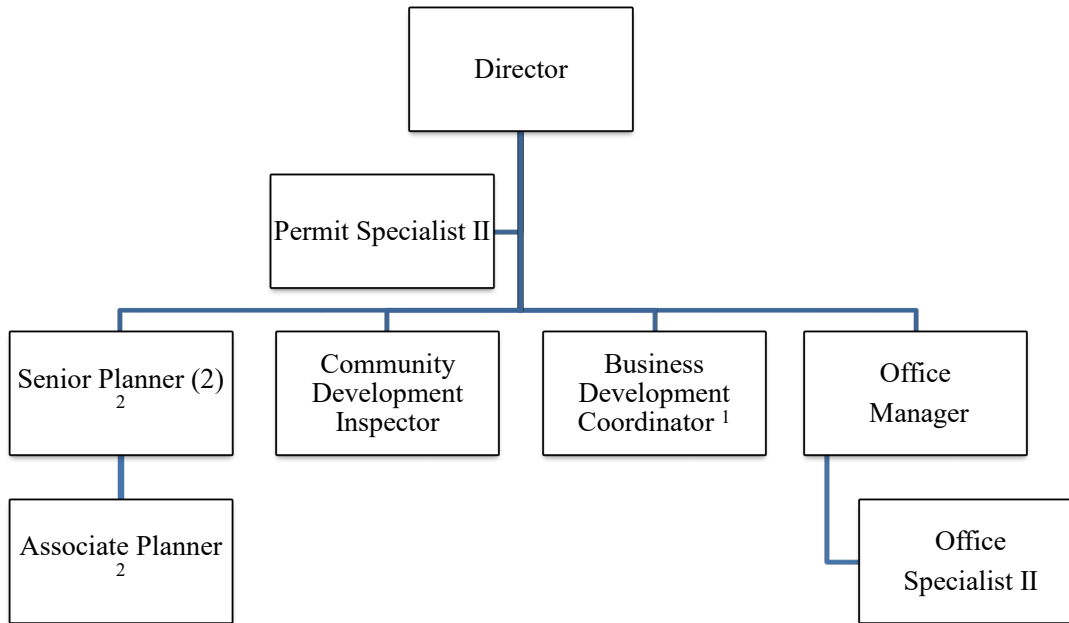 Director
Permit Specialist II
Senior Planner (2)
2
Community
Development
Inspector
Business
Development
Coordinator 1
Office
Manager
Associate Planner
2
Office
Specialist II